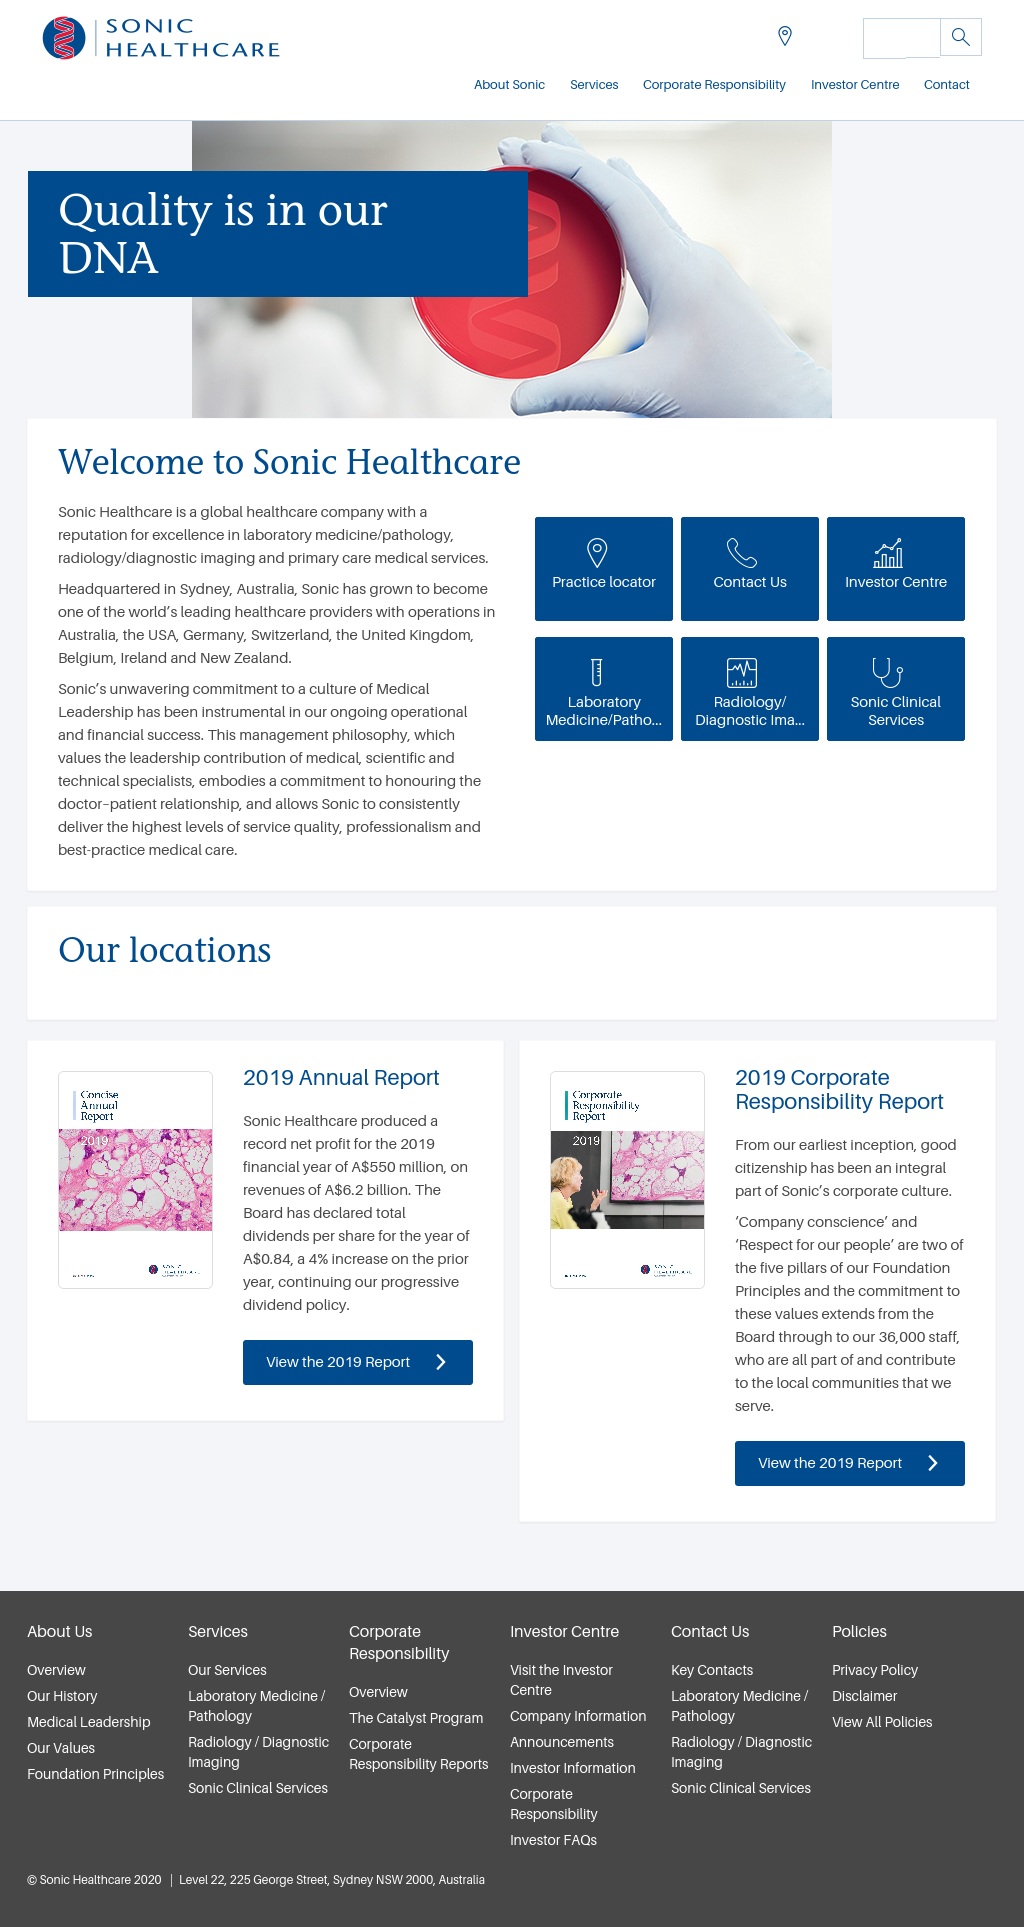 SONIC
HEALTHCARE
About Sonic
Services
Corporate Responsibility
Investor Centre
Contact
Quality is in our
DNA
Welcome to Sonic Healthcare
Sonic Healthcare is a global healthcare company with a
reputation for excellence in laboratory medicine/pathology,
radiology/diagnostic imaging and primary care medical services.
Headquartered in Sydney, Australia, Sonic has grown to become
one of the world’s leading healthcare providers with operations in
Australia, the USA, Germany, Switzerland, the United Kingdom,
Belgium, Ireland and New Zealand.
Sonic’s unwavering commitment to a culture of Medical
Leadership has been instrumental in our ongoing operational
and financial success. This management philosophy, which
values the leadership contribution of medical, scientific and
technical specialists, embodies a commitment to honouring the
doctor–patient relationship, and allows Sonic to consistently
deliver the highest levels of service quality, professionalism and
best-practice medical care.
Practice locator
Contact Us
Investor Centre
Laboratory
Medicine/Patho...
Radiology/
Diagnostic Ima...
Sonic Clinical
Services
Our locations
Concise
Annual
Report
2019
2019 Annual Report
Sonic Healthcare produced a
record net profit for the 2019
financial year of A$550 million, on
revenues of A$6.2 billion. The
Board has declared total
dividends per share for the year of
A$0.84, a 4% increase on the prior
year, continuing our progressive
dividend policy.
View the 2019 Report
Corporate
Responsibility
Report
2019
2019 Corporate
Responsibility Report
From our earliest inception, good
citizenship has been an integral
part of Sonic’s corporate culture.
‘Company conscience’ and
‘Respect for our people’ are two of
the five pillars of our Foundation
Principles and the commitment to
these values extends from the
Board through to our 36,000 staff,
who are all part of and contribute
to the local communities that we
serve.
View the 2019 Report
About Us
Overview
Our History
Medical Leadership
Our Values
Foundation Principles
Services
Our Services
Laboratory Medicine /
Pathology
Radiology / Diagnostic
Imaging
Sonic Clinical Services
Corporate
Responsibility
Overview
The Catalyst Program
Corporate
Responsibility Reports
Investor Centre
Visit the Investor
Centre
Company Information
Announcements
Investor Information
Corporate
Responsibility
Investor FAQs
Contact Us
Key Contacts
Laboratory Medicine /
Pathology
Radiology / Diagnostic
Imaging
Sonic Clinical Services
Policies
Privacy Policy
Disclaimer
View All Policies
© Sonic Healthcare 2020 | Level 22, 225 George Street, Sydney NSW 2000, Australia